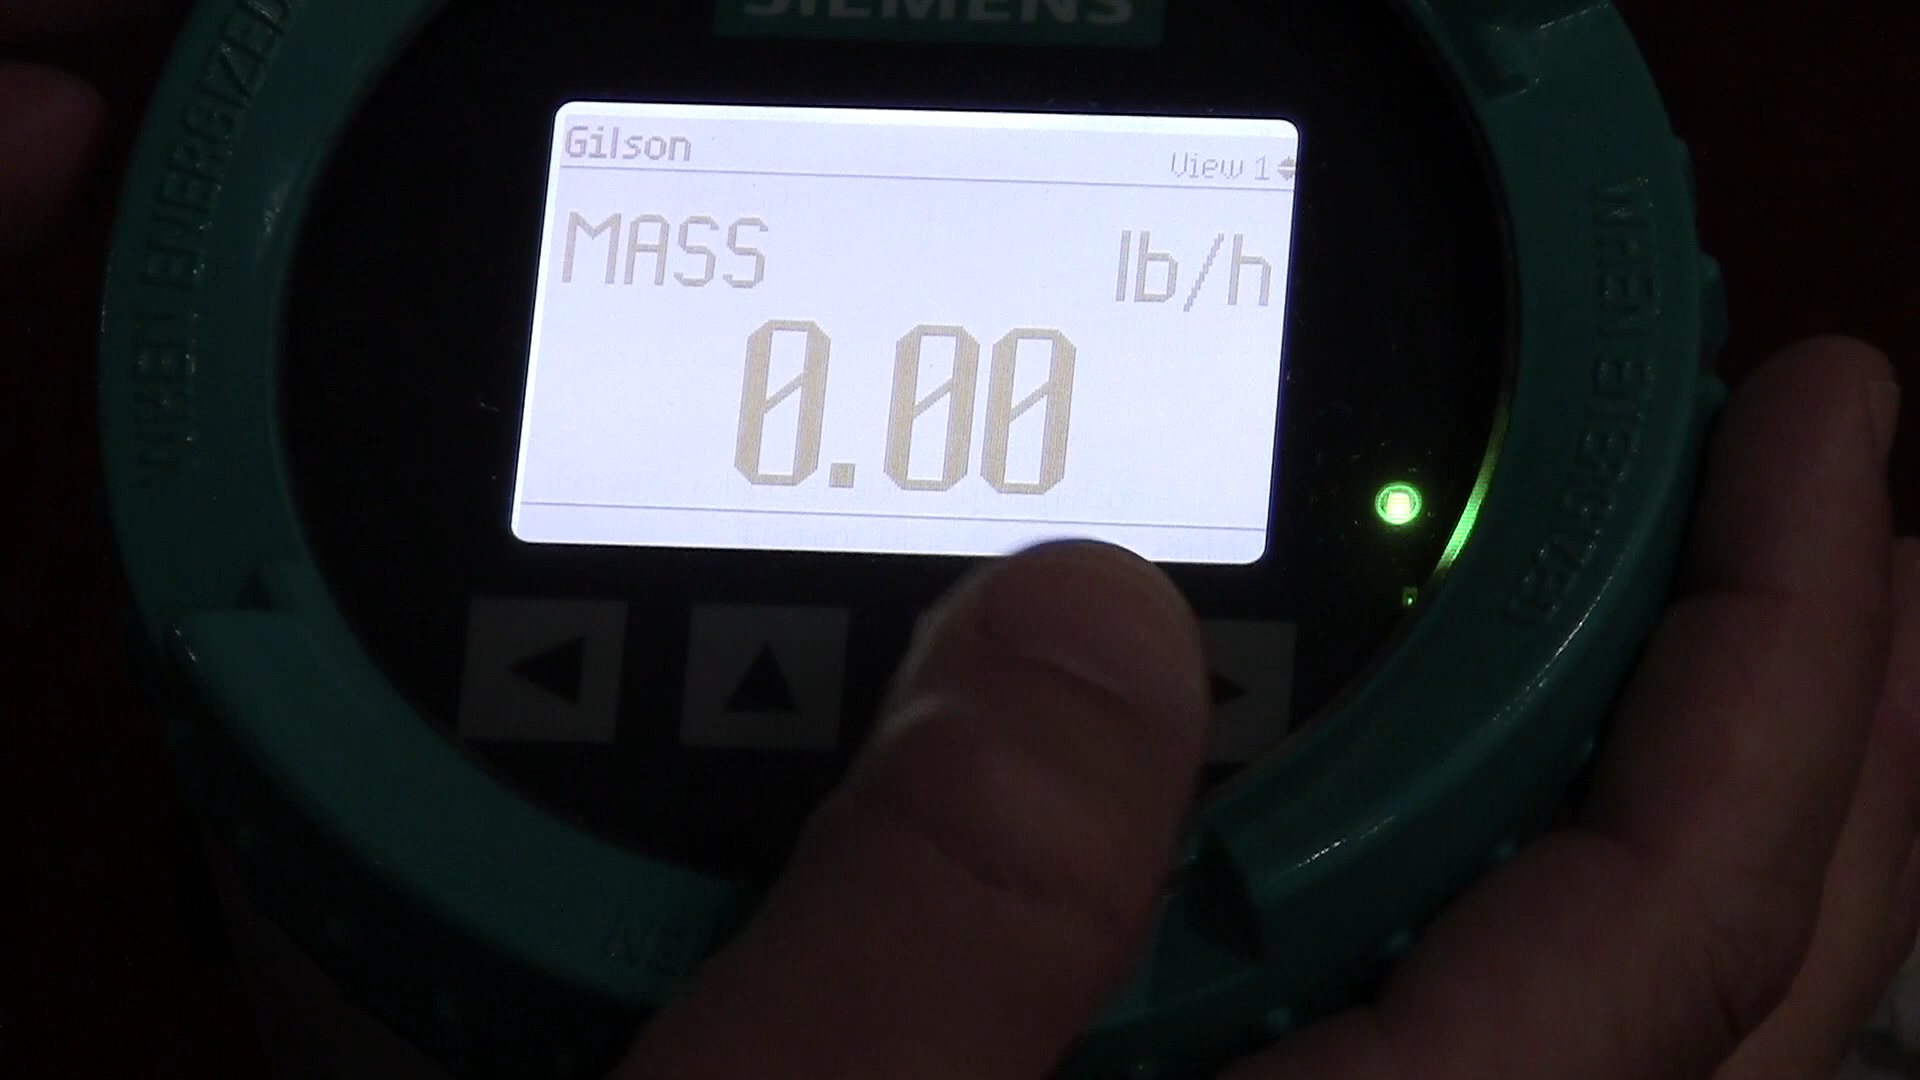 SIEMENS
Gilson
View 1
MASS
lb/h
0.00
WHEN ENERGIZED
WHEN ENERGIZED